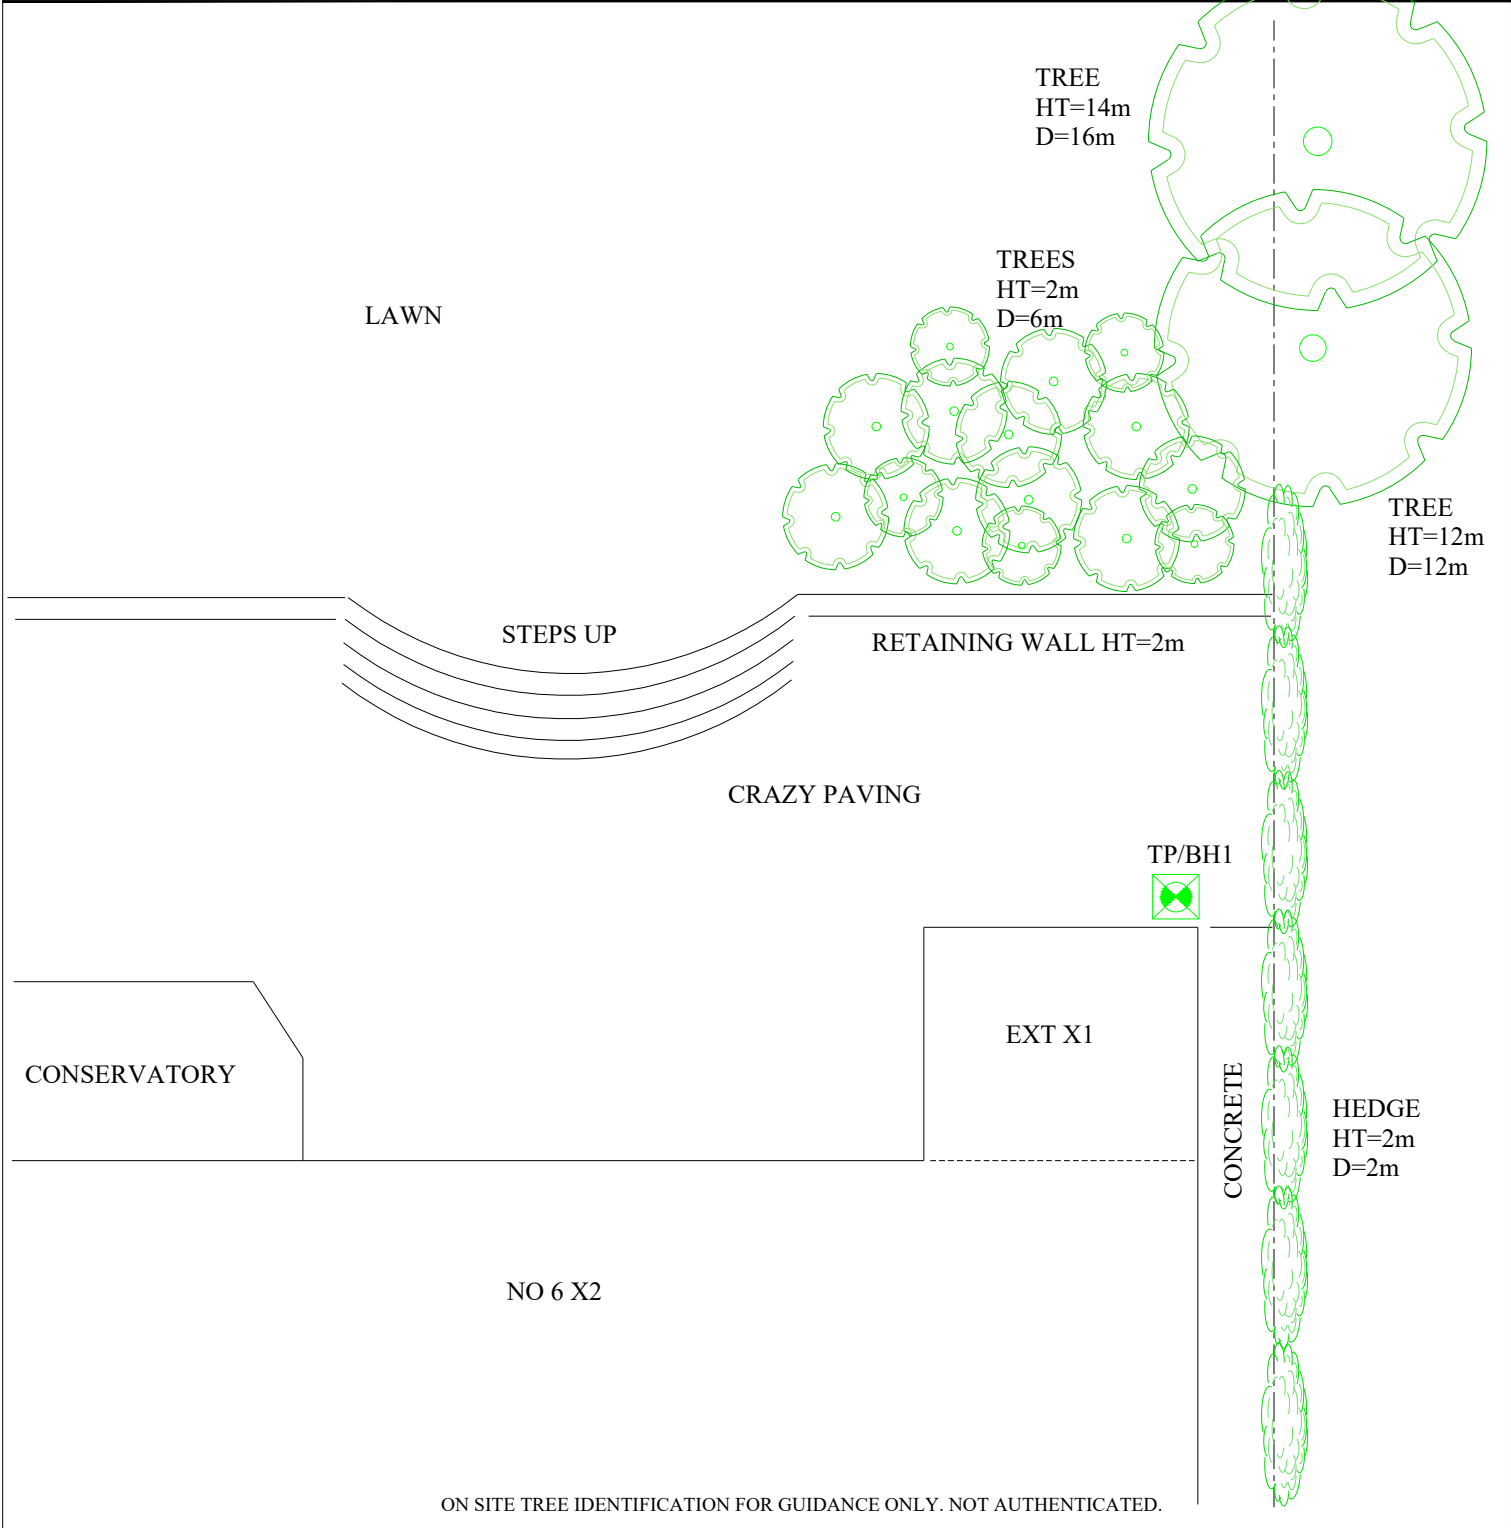 TREE
HT=14m
D=16m
TREES
HT=2m
D=6m
LAWN
TREE
HT=12m
D=12m
STEPS UP
RETAINING WALL HT=2m
CRAZY PAVING
TP/BH1
EXT X1
CONSERVATORY
CONCRETE
HEDGE
HT=2m
D=2m
NO 6 X2
ON SITE TREE IDENTIFICATION FOR GUIDANCE ONLY. NOT AUTHENTICATED.